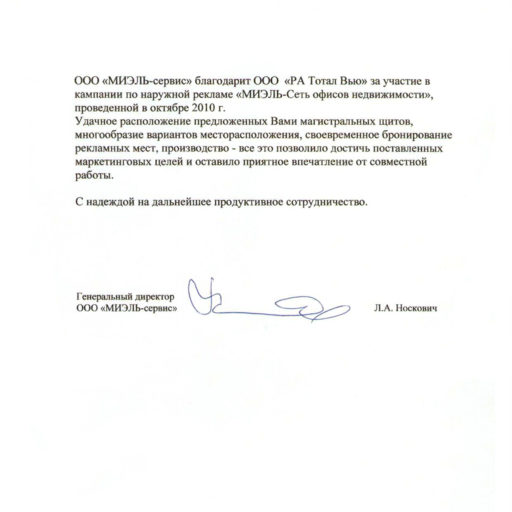 ООО «МИЭЛЬ-сервис» благодарит ООО «РА Тотал Вью» за участие в
кампании по наружной рекламе «МИЭЛЬ-Сеть офисов недвижимости»,
проведенной в октябре 2010 г.
Удачное расположение предложенных Вами магистральных щитов,
многообразие вариантов месторасположения, своевременное бронирование
рекламных мест, производство - все это позволило достичь поставленных
маркетинговых целей и оставило приятное впечатление от совместной
работы.
С надеждой на дальнейшее продуктивное сотрудничество.
Генеральный директор
ООО «МИЭЛЬ-сервис» Л.А. Носкович